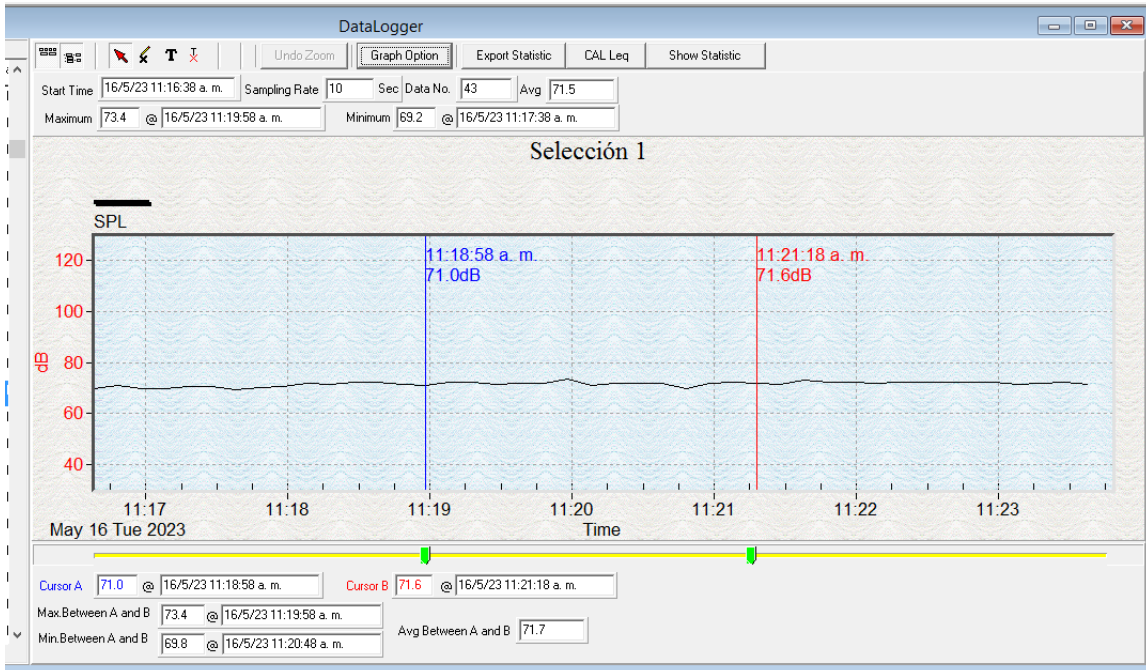 DataLogger
T Undo Zoom Graph Option Export Statistic CAL Leq Show Statistic
Start Time 16/5/23 11:16:38 a. m. Sampling Rate 10 Sec Data No. 43 Avg 71.5
Maximum 73.4 @ 16/5/23 11:19:58 a. m. Minimum 69.2 @ 16/5/23 11:17:38 a. m.
Selección 1
SPL
11:18:58 a. m. 11:21:18 a. m.
71.0dB 71.6dB
120
100
80
60
40
dB
11:17 11:18 11:19 11:20 11:21 11:22 11:23
May 16 Tue 2023 Time
Cursor A 71.0 @ 16/5/23 11:18:58 a. m. Cursor B 71.6 @ 16/5/23 11:21:18 a. m.
Max.Between A and B 73.4 @ 16/5/23 11:19:58 a. m.
Min.Between A and B 69.8 @ 16/5/23 11:20:48 a. m.
Avg Between A and B 71.7